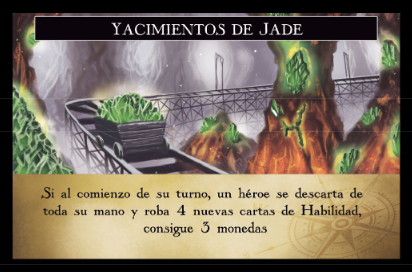 Yacimientos de Jade
Si al comienzo de su turno, un héroe se descarta de
toda su mano y roba 4 nuevas cartas de Habilidad,
consigue 3 monedas